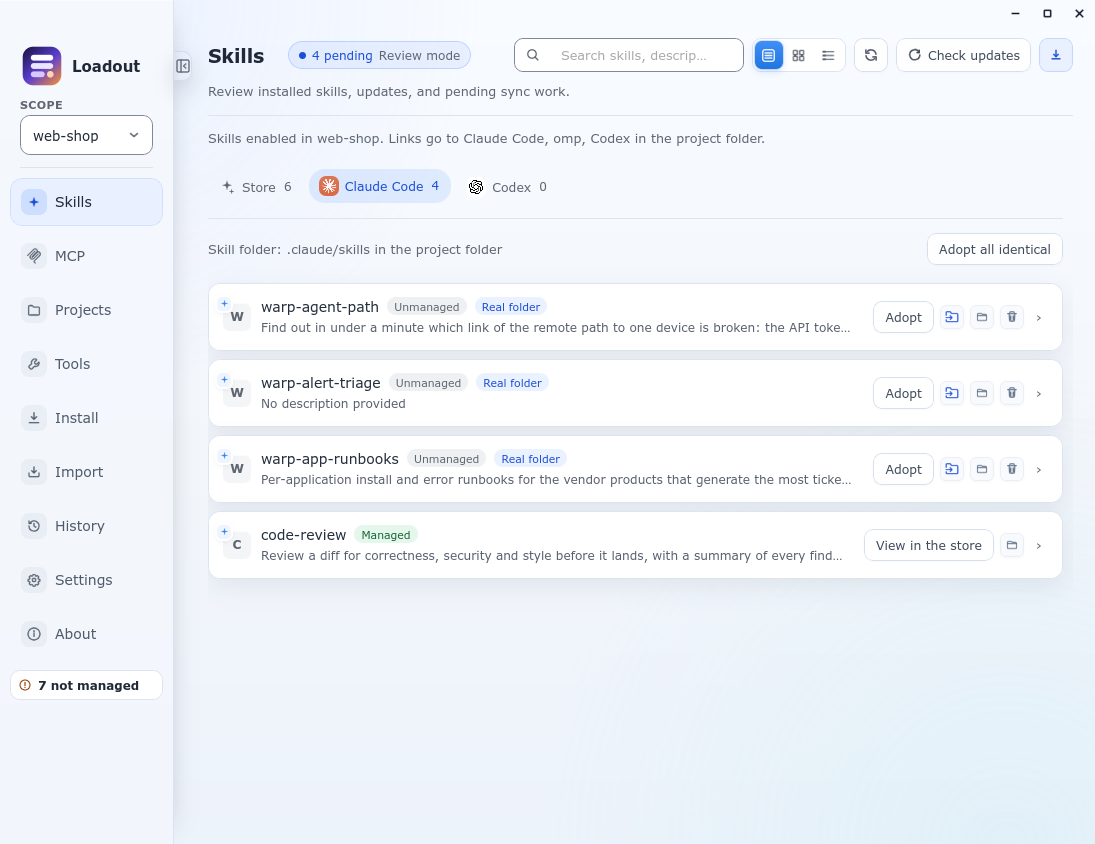 Loadout
SCOPE
web-shop
Skills
MCP
Projects
Tools
Install
Import
History
Settings
About
7 not managed
Skills
4 pending Review mode
Search skills, descrip...
Check updates
Review installed skills, updates, and pending sync work.
Skills enabled in web-shop. Links go to Claude Code, omp, Codex in the project folder.
Store 6
Claude Code 4
Codex 0
Skill folder: .claude/skills in the project folder
Adopt all identical
W
warp-agent-path Unmanaged Real folder
Find out in under a minute which link of the remote path to one device is broken: the API toke...
Adopt
W
warp-alert-triage Unmanaged Real folder
No description provided
Adopt
W
warp-app-runbooks Unmanaged Real folder
Per-application install and error runbooks for the vendor products that generate the most ticke...
Adopt
C
code-review Managed
Review a diff for correctness, security and style before it lands, with a summary of every find...
View in the store